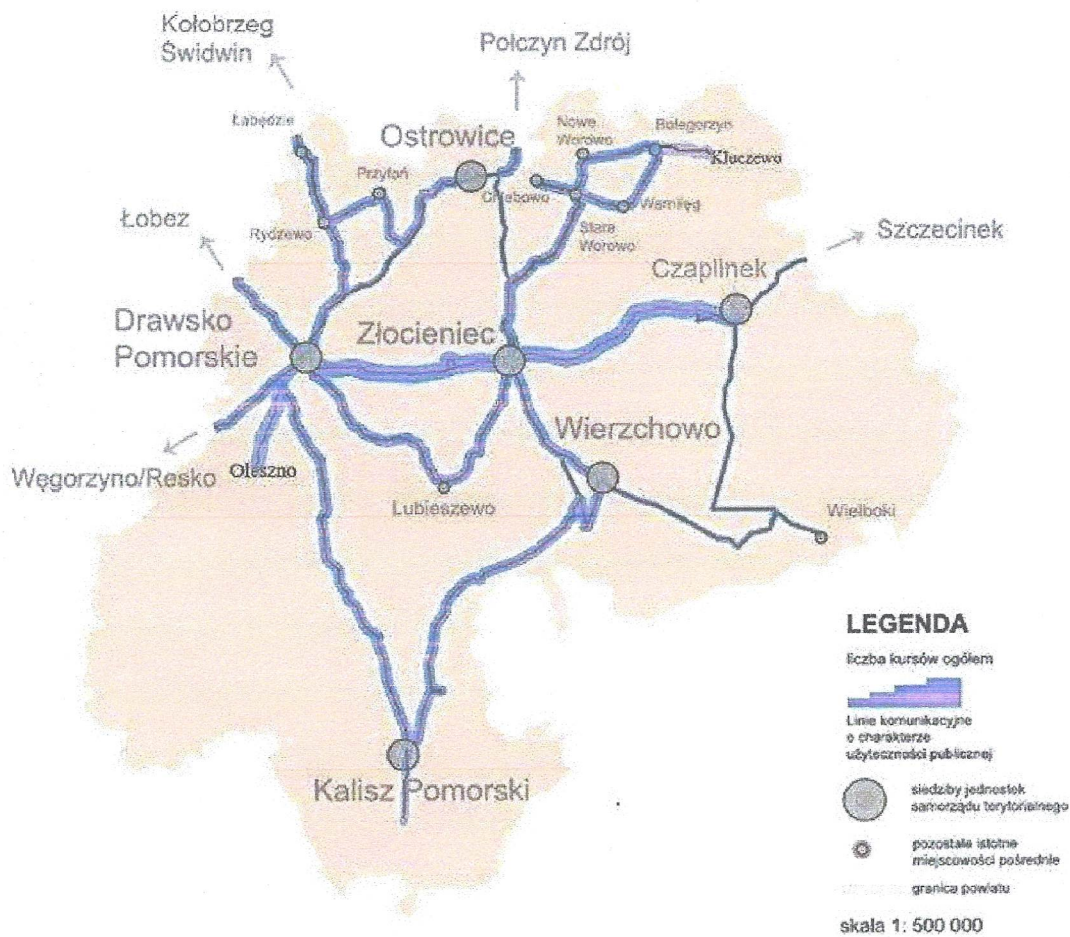 Kołobrzeg
Świdwin
Połczyn Zdrój
Łabędzie
Ostrowice
Nowe
Worowo
Bolegorzyn
Kluczewo
Przytoń
Chlebowo
Warniłęg
Łobez
Rydzewo
Stare
Worowo
Szczecinek
Czaplinek
Drawsko
Pomorskie
Złocieniec
Wierzchowo
Węgorzyno/Resko
Oleszno
Lubieszewo
Wielboki
Kalisz Pomorski
LEGENDA
liczba kursów ogółem
Linie komunikacyjne
o charakterze
użyteczności publicznej
siedziby jednostek
samorządu terytorialnego
pozostałe istotne
miejscowości pośrednie
granica powiatu
skala 1: 500 000